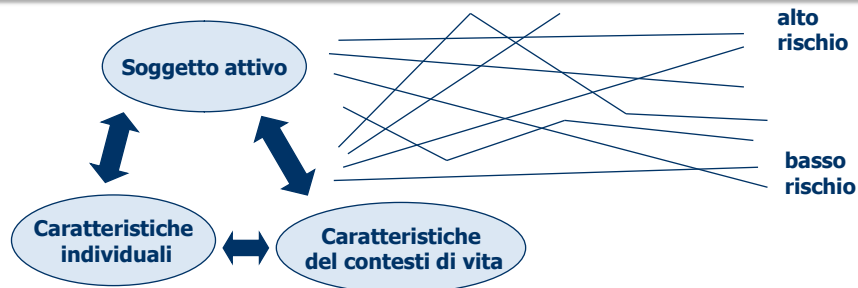 Soggetto attivo
alto
rischio
basso
rischio
Caratteristiche
individuali
Caratteristiche
del contesti di vita